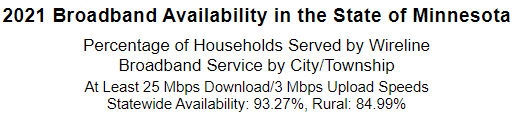 2021 Broadband Availability in the State of Minnesota
Percentage of Households Served by Wireline
Broadband Service by City/Township
At Least 25 Mbps Download/3 Mbps Upload Speeds
Statewide Availability: 93.27%, Rural: 84.99%